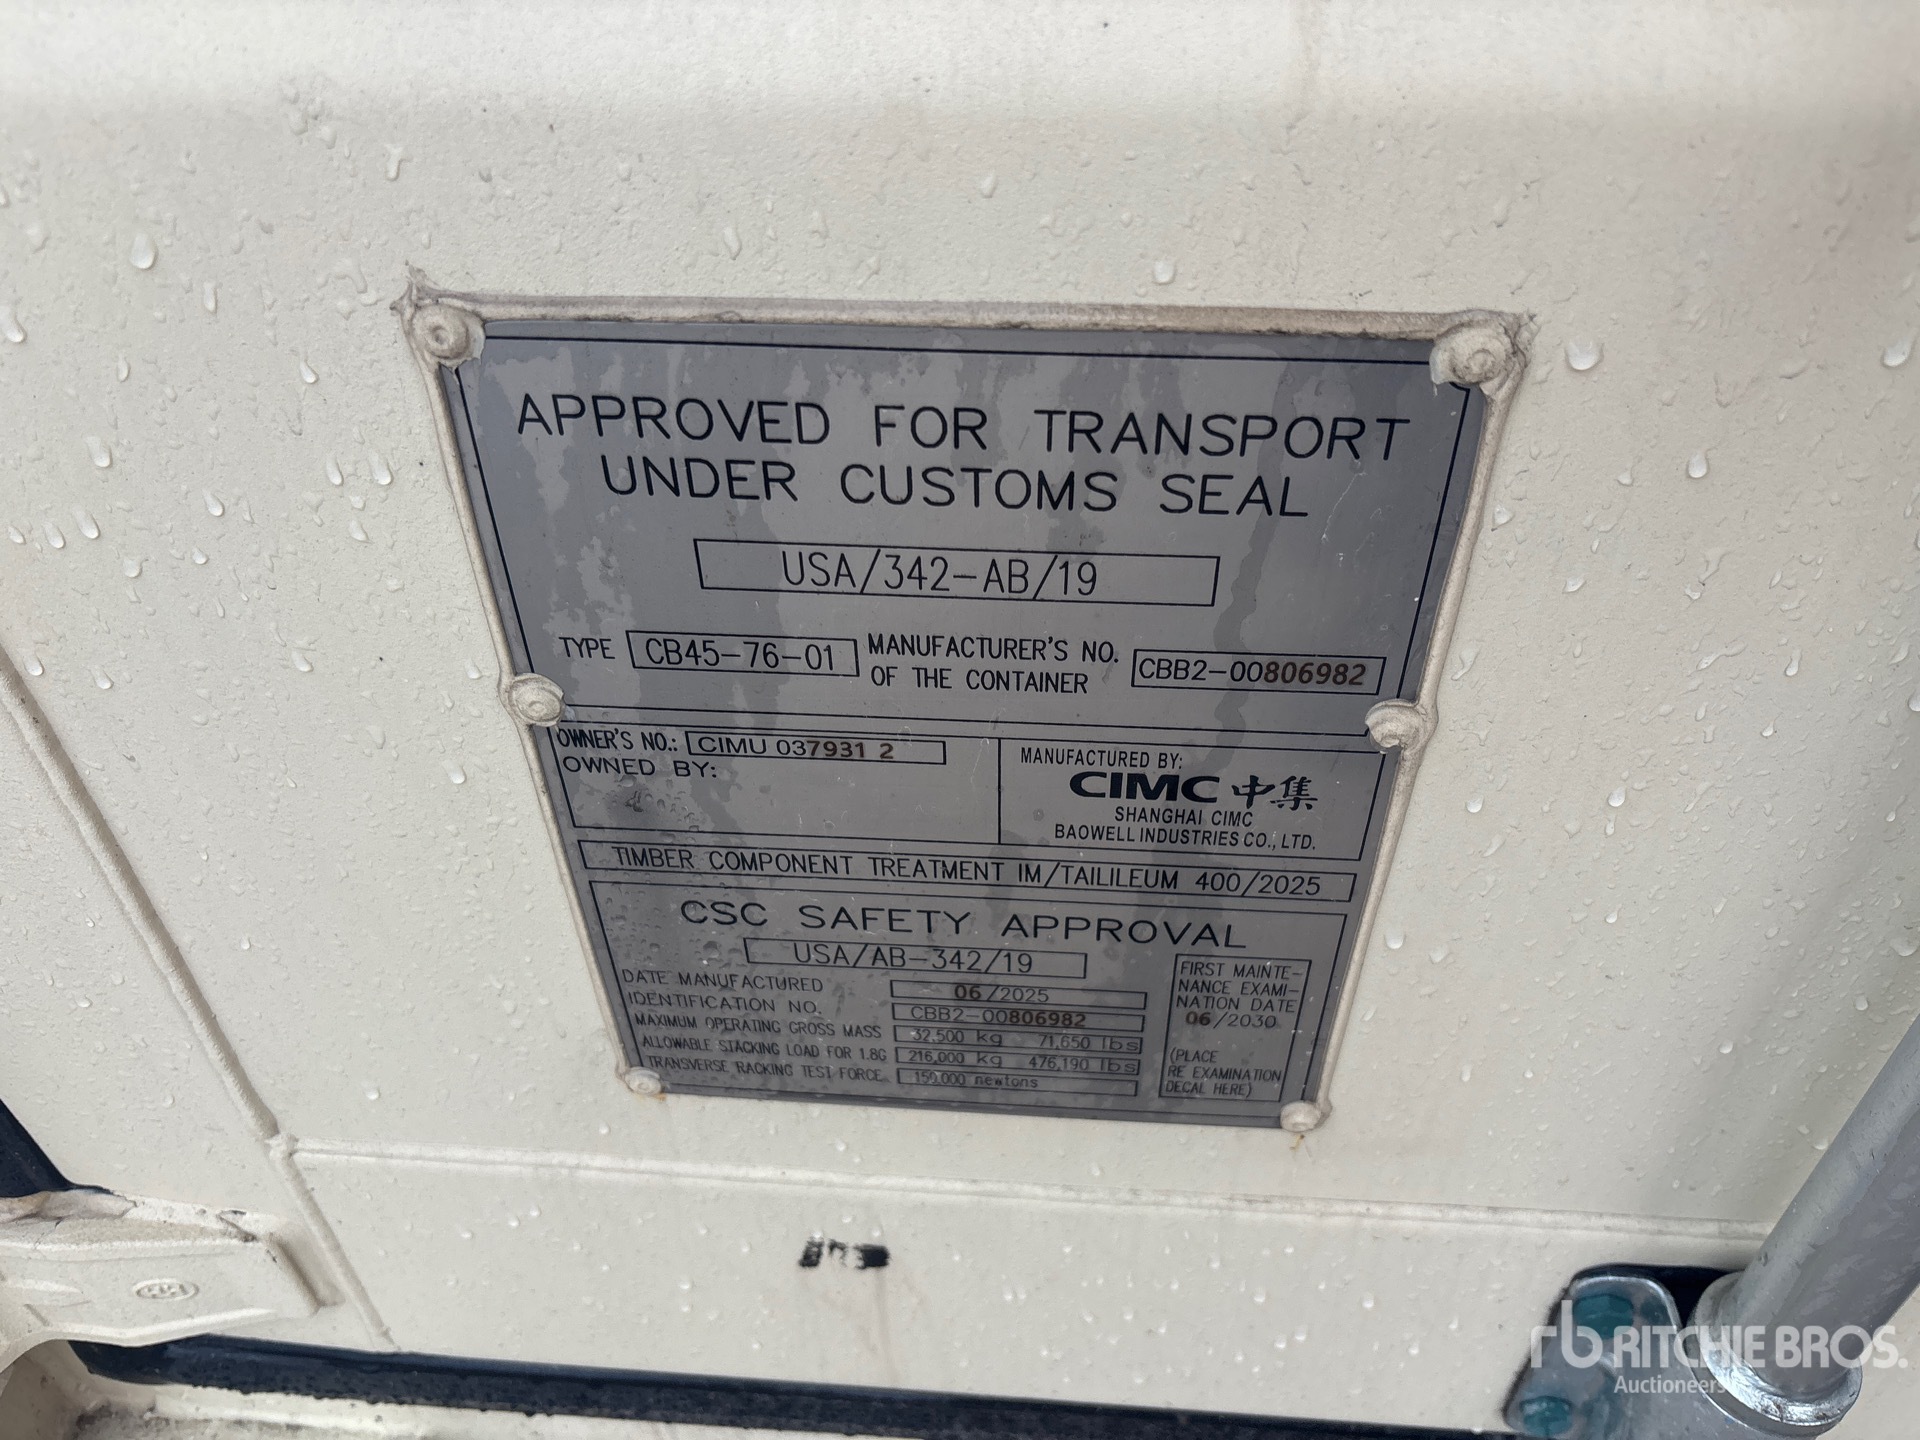 APPROVED FOR TRANSPORT
UNDER CUSTOMS SEAL
USA/342-AB/19
TYPE CB45-76-01 MANUFACTURER'S NO. OF THE CONTAINER CBB2-00806982
OWNER'S NO.: CIMU 037931 2
OWNED BY:
MANUFACTURED BY:
CIMC 中集
SHANGHAI CIMC
BAOWELL INDUSTRIES CO., LTD.
TIMBER COMPONENT TREATMENT IM/TAILILEUM 400/2025
CSC SAFETY APPROVAL
USA/AB-342/19
DATE MANUFACTURED 06/2025
IDENTIFICATION NO. CBB2-00806982
MAXIMUM OPERATING GROSS MASS 32,500 kg 71,650 lbs
ALLOWABLE STACKING LOAD FOR 1.8G 216,000 kg 476,190 lbs
TRANSVERSE RACKING TEST FORCE 150,000 newtons
FIRST MAINTE-
NANCE EXAMI-
NATION DATE
06/2030
(PLACE
RE EXAMINATION
DECAL HERE)
rb RITCHIE BROS.
Auctioneers